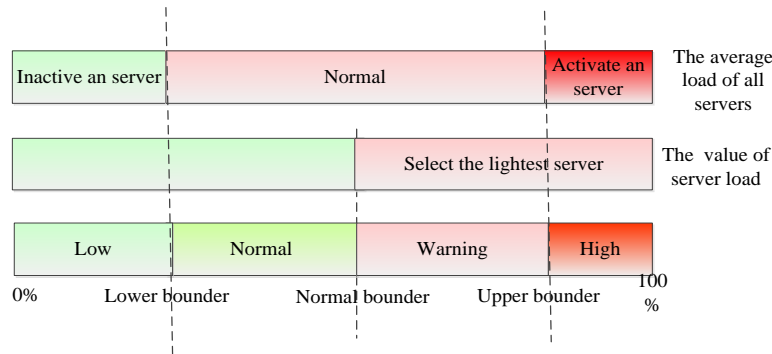 Inactive an server
Normal
Activate an
server
The average
load of all
servers
Select the lightest server
The value of
server load
Low
Normal
Warning
High
0%
Lower bounder
Normal bounder
Upper bounder
100
%